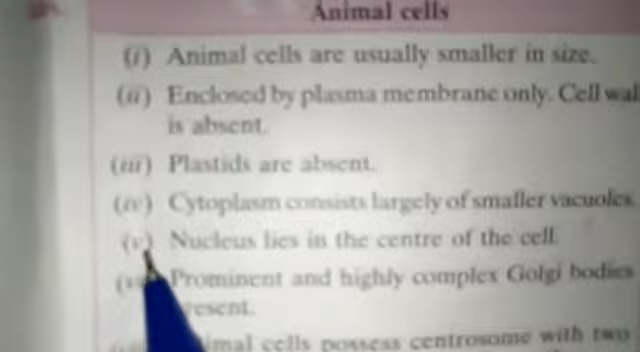 Animal cells
(i) Animal cells are usually smaller in size.
(ii) Enclosed by plasma membrane only. Cell wal
is absent.
(iii) Plastids are absent.
(iv) Cytoplasm consists largely of smaller vacuoles.
(v) Nucleus lies in the centre of the cell.
Prominent and highly complex Golgi bodies
resent.
imal cells possess centrosome with two